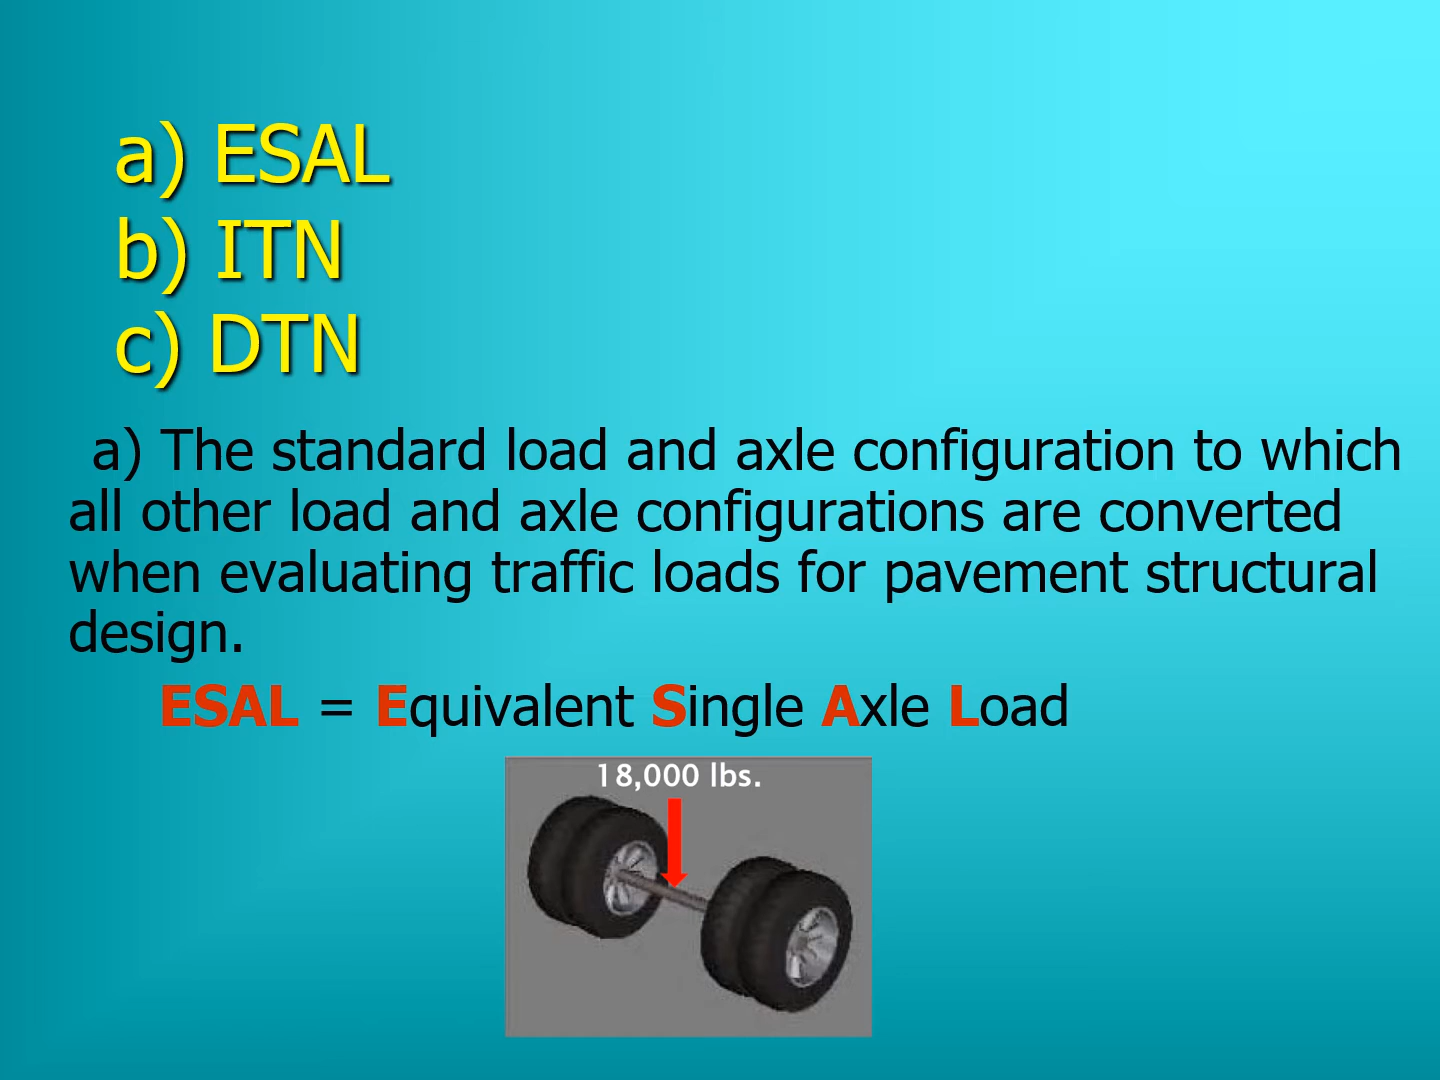 a) ESAL
b) ITN
c) DTN
a) The standard load and axle configuration to which
all other load and axle configurations are converted
when evaluating traffic loads for pavement structural
design.
ESAL = Equivalent Single Axle Load
18,000 lbs.